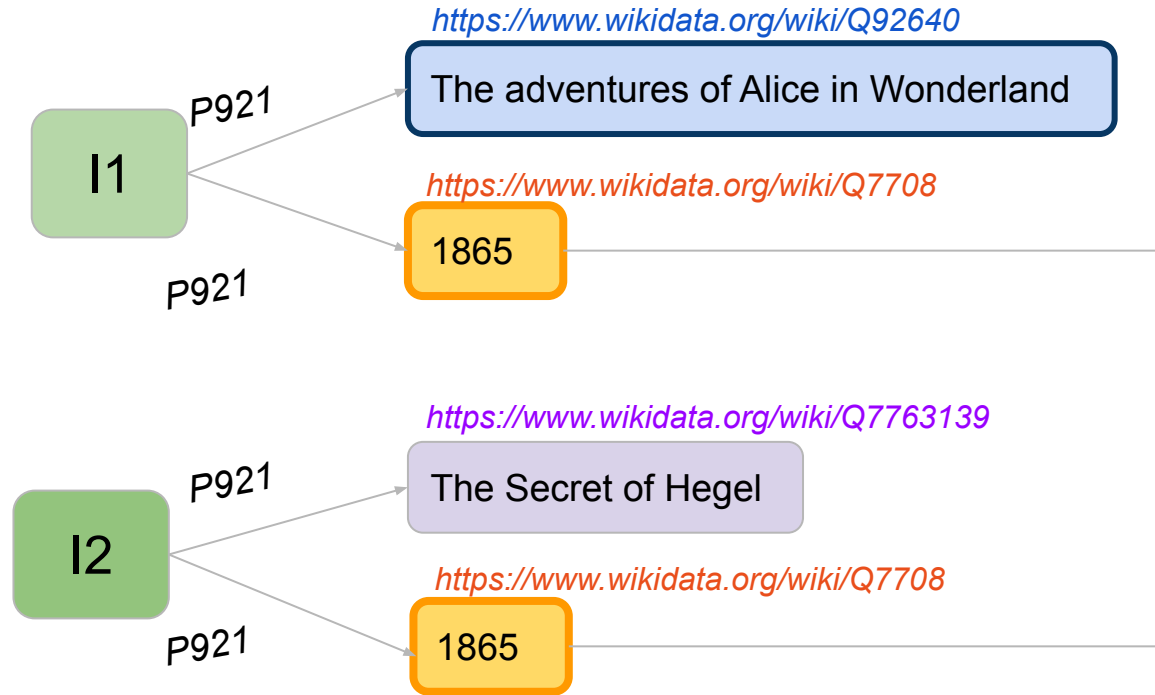 https://www.wikidata.org/wiki/Q92640
The adventures of Alice in Wonderland
P921
I1
https://www.wikidata.org/wiki/Q7708
1865
P921
https://www.wikidata.org/wiki/Q7763139
The Secret of Hegel
P921
I2
https://www.wikidata.org/wiki/Q7708
1865
P921